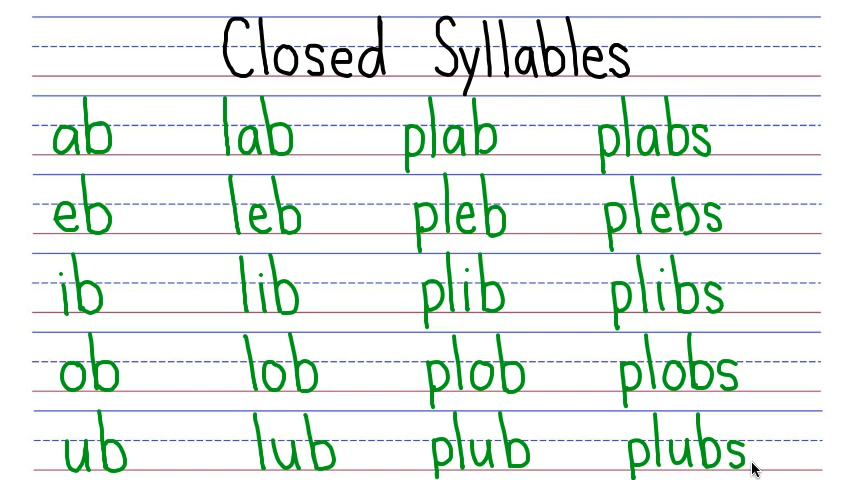 Closed Syllables
ab lab plab plabs
eb leb pleb plebs
ib lib plib plibs
ob lob plob plobs
ub lub plub plubs